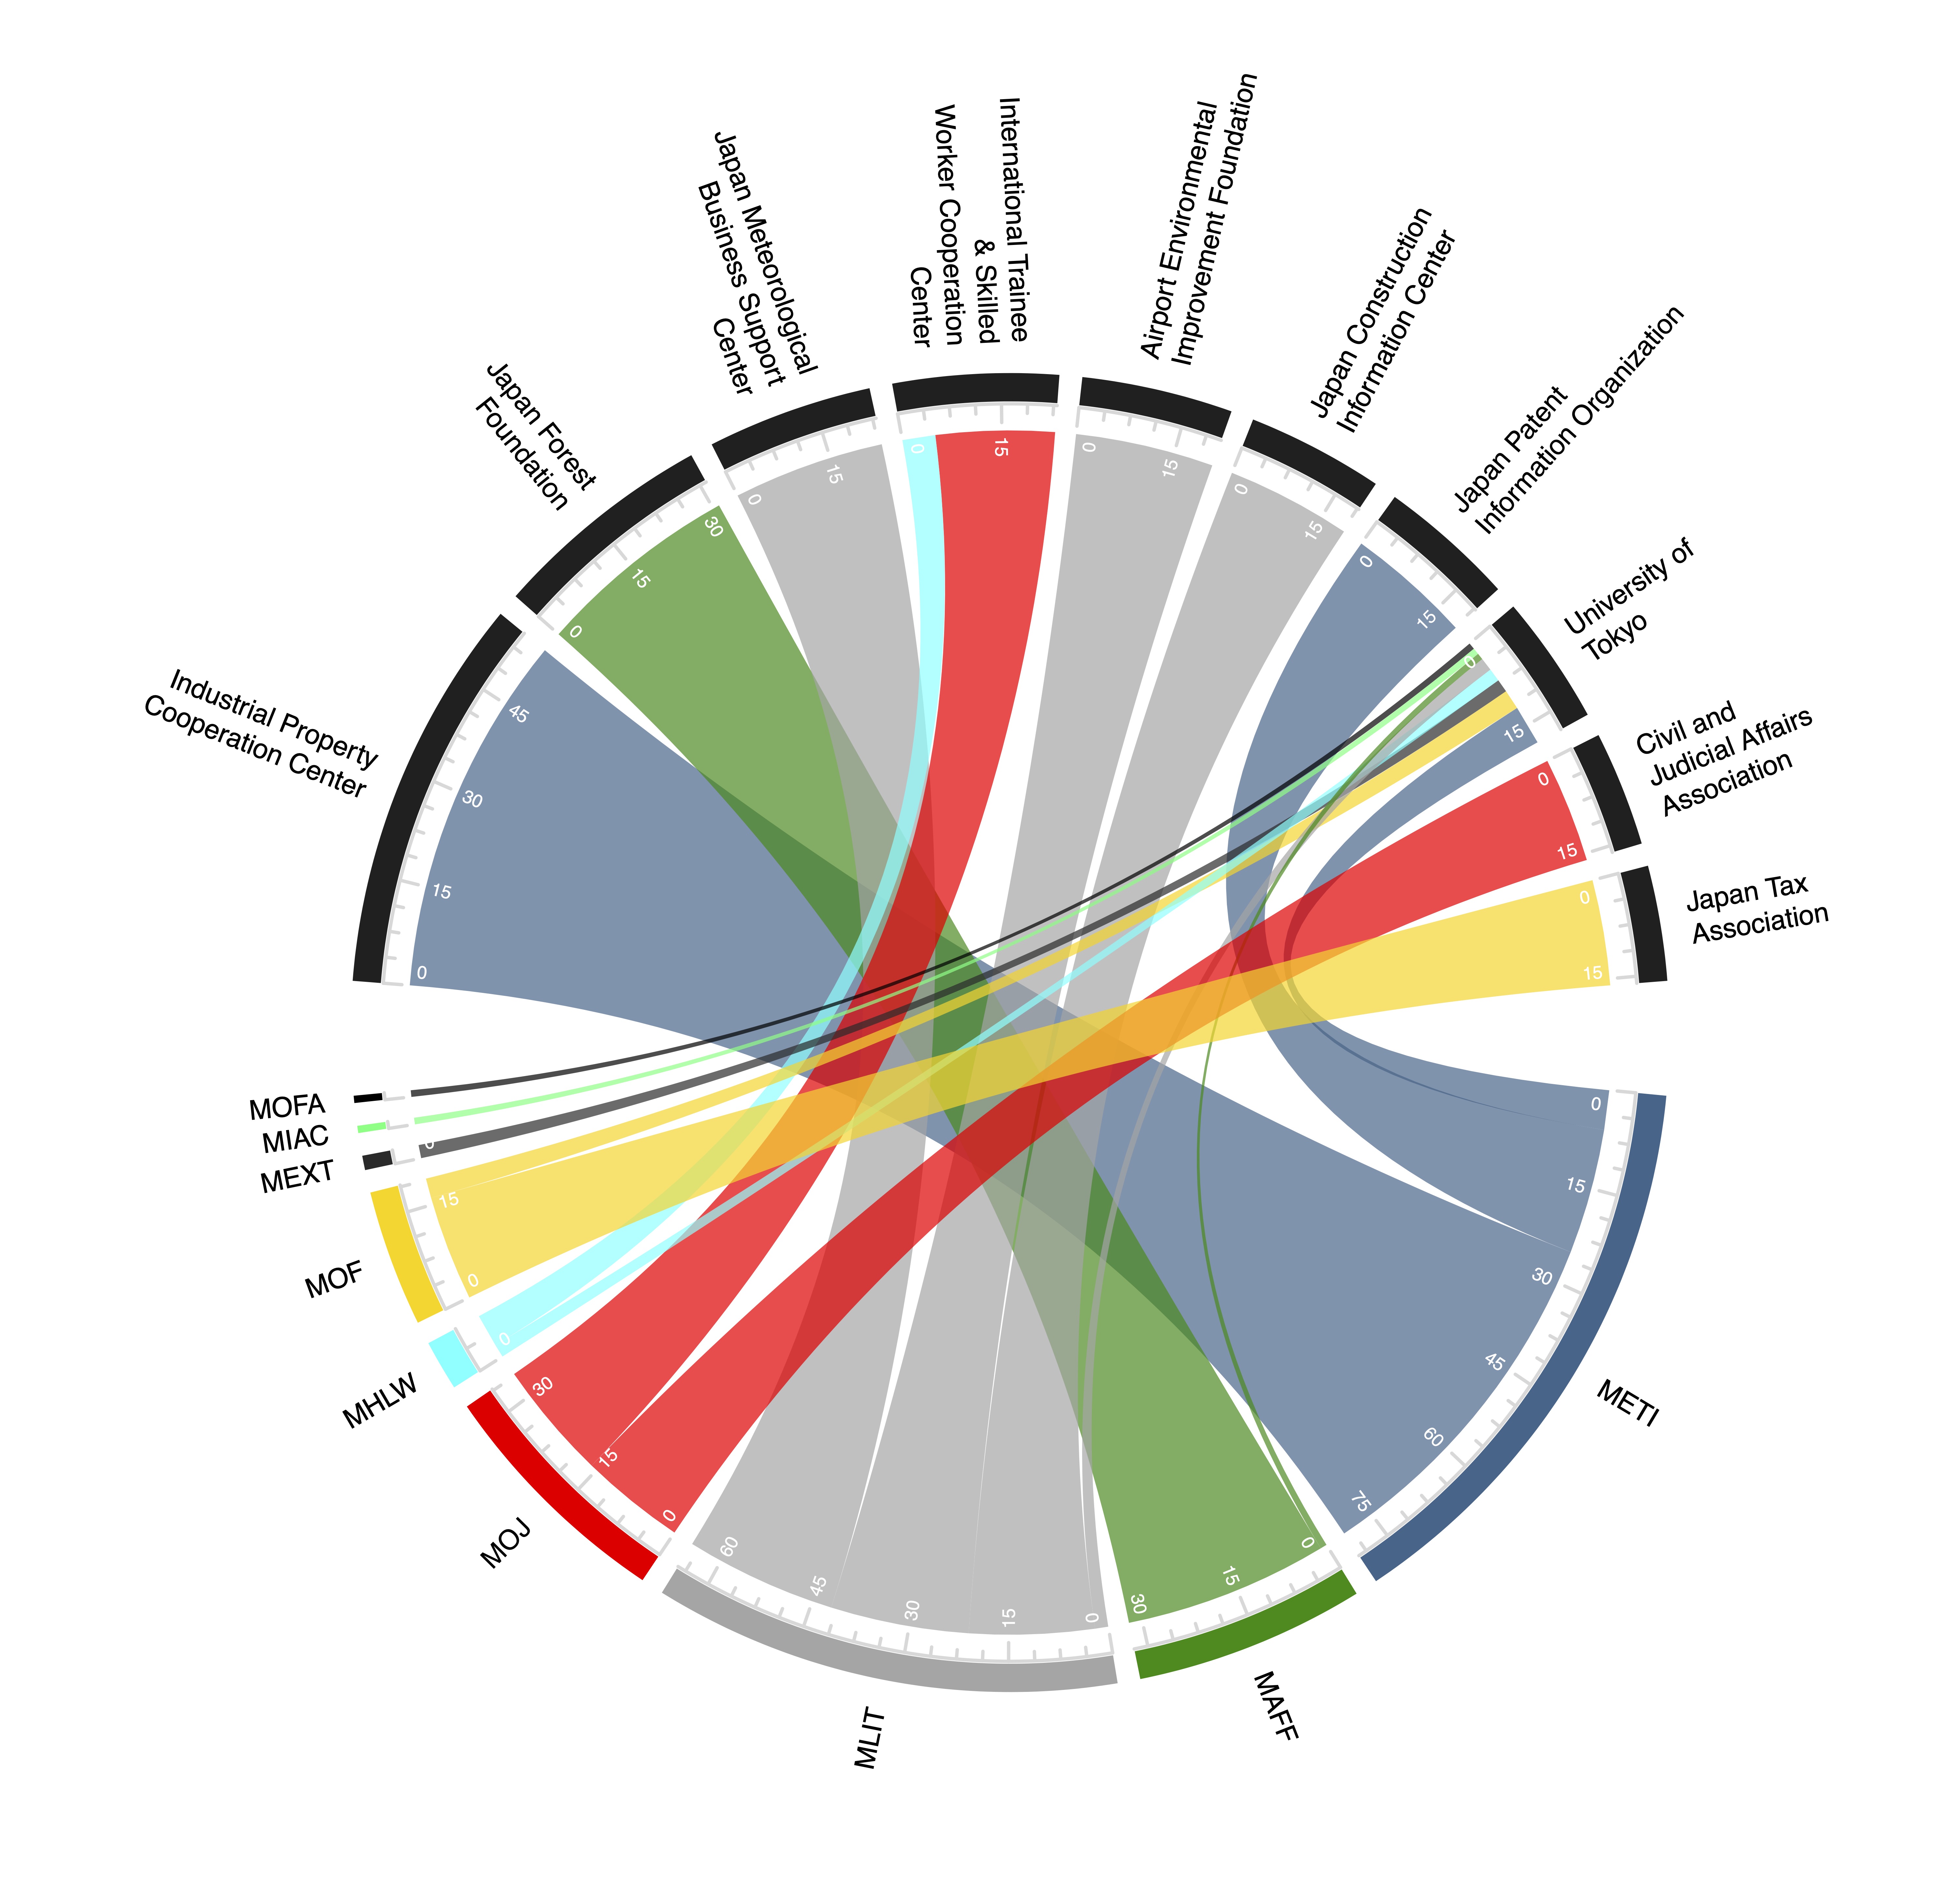 International Trainee
& Skilled
Worker Cooperation
Center
Airport Environmental
Improvement Foundation
Japan Construction
Information Center
Japan Patent
Information Organization
University of
Tokyo
Civil and
Judicial Affairs
Association
Japan Tax
Association
METI
MAFF
MLIT
MOJ
MHLW
MOF
MEXT
MIAC
MOFA
Industrial Property
Cooperation Center
Japan Forest
Foundation
Japan Meteorological
Business Support
Center
0
15
0
15
0
15
0
15
0
15
0
15
0
15
0
15
30
45
60
75
0
15
30
0
15
30
45
60
0
15
30
0
0
15
0
0
15
30
45
0
15
30
0
15